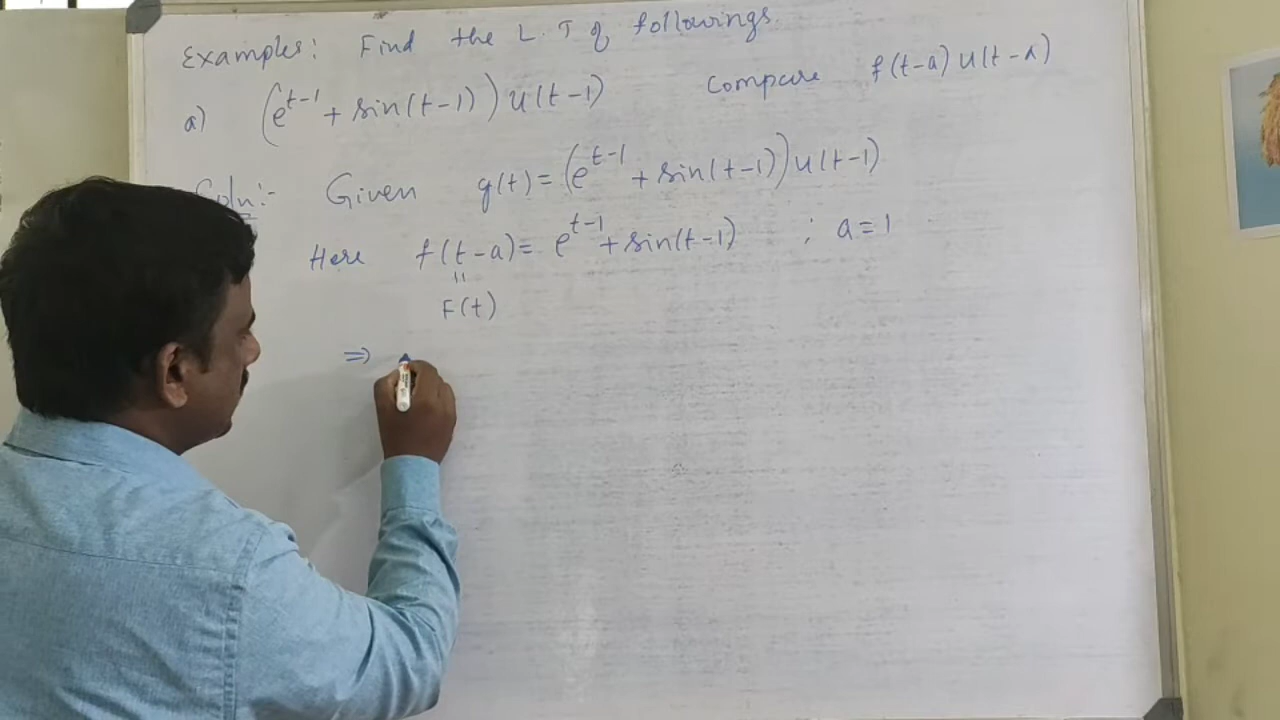 Examples: Find the L.T of followings.
a) (e^{t-1} + sin(t-1)) u(t-1) Compare f(t-a) u(t-a)
Soln:- Given g(t) = (e^{t-1} + sin(t-1)) u(t-1)
Here f(t-a) = e^{t-1} + sin(t-1) ; a = 1
"
F(t)
⇒